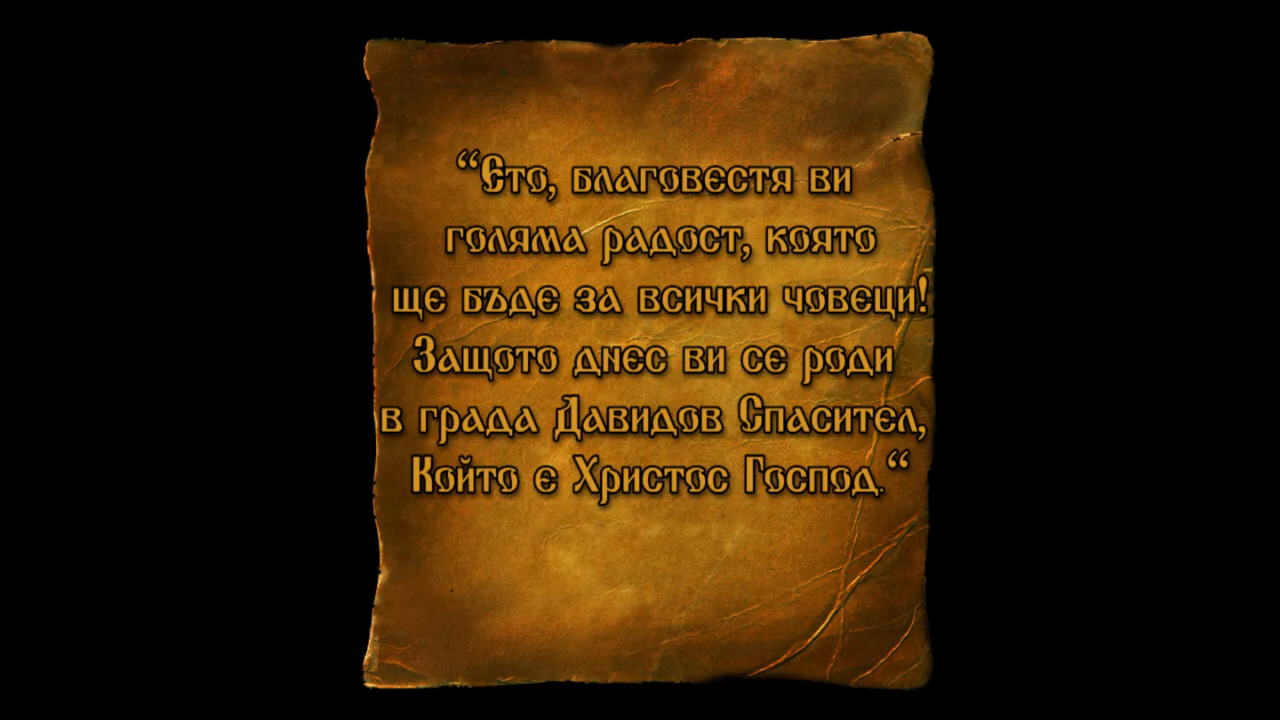 “Ето, благовестя ви
голяма радост, която
ще бъде за всички човеци!
Защото днес ви се роди
в града Давидов Спасител,
Който е Христос Господ.“